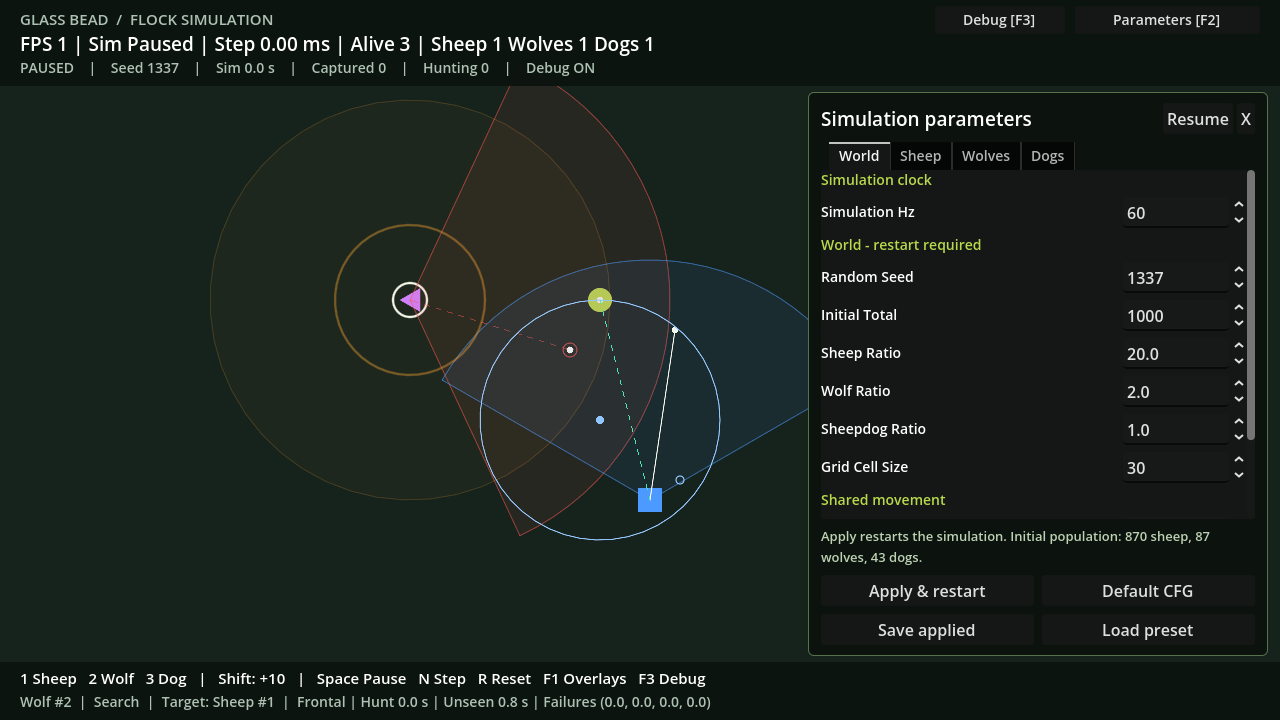 GLASS BEAD / FLOCK SIMULATION
Debug [F3]
Parameters [F2]
FPS 1 | Sim Paused | Step 0.00 ms | Alive 3 | Sheep 1 Wolves 1 Dogs 1
PAUSED | Seed 1337 | Sim 0.0 s | Captured 0 | Hunting 0 | Debug ON
Simulation parameters
Resume X
World Sheep Wolves Dogs
Simulation clock
Simulation Hz 60
World - restart required
Random Seed 1337
Initial Total 1000
Sheep Ratio 20.0
Wolf Ratio 2.0
Sheepdog Ratio 1.0
Grid Cell Size 30
Shared movement
Apply restarts the simulation. Initial population: 870 sheep, 87
wolves, 43 dogs.
Apply & restart Default CFG
Save applied Load preset
1 Sheep 2 Wolf 3 Dog | Shift: +10 | Space Pause N Step R Reset F1 Overlays F3 Debug
Wolf #2 | Search | Target: Sheep #1 | Frontal | Hunt 0.0 s | Unseen 0.8 s | Failures (0.0, 0.0, 0.0, 0.0)